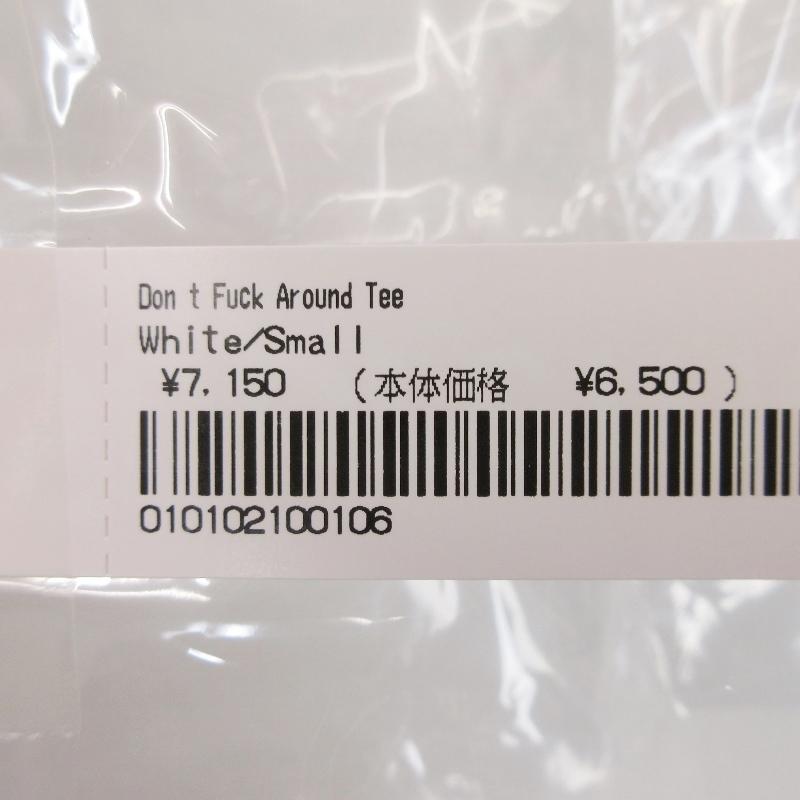 Don t Fuck Around Tee
White/Small
¥7,150 (本体価格 ¥6,500)
010102100106